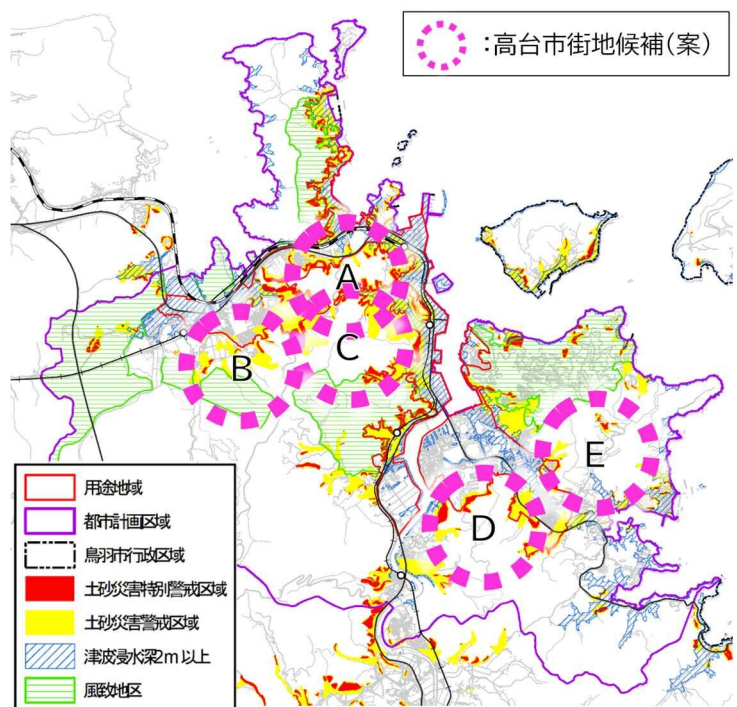 :高台市街地候補(案)
A
B
C
E
D
用途地域
都市計画区域
鳥羽市行政区域
土砂災害特別警戒区域
土砂災害警戒区域
津波浸水深2m以上
風致地区